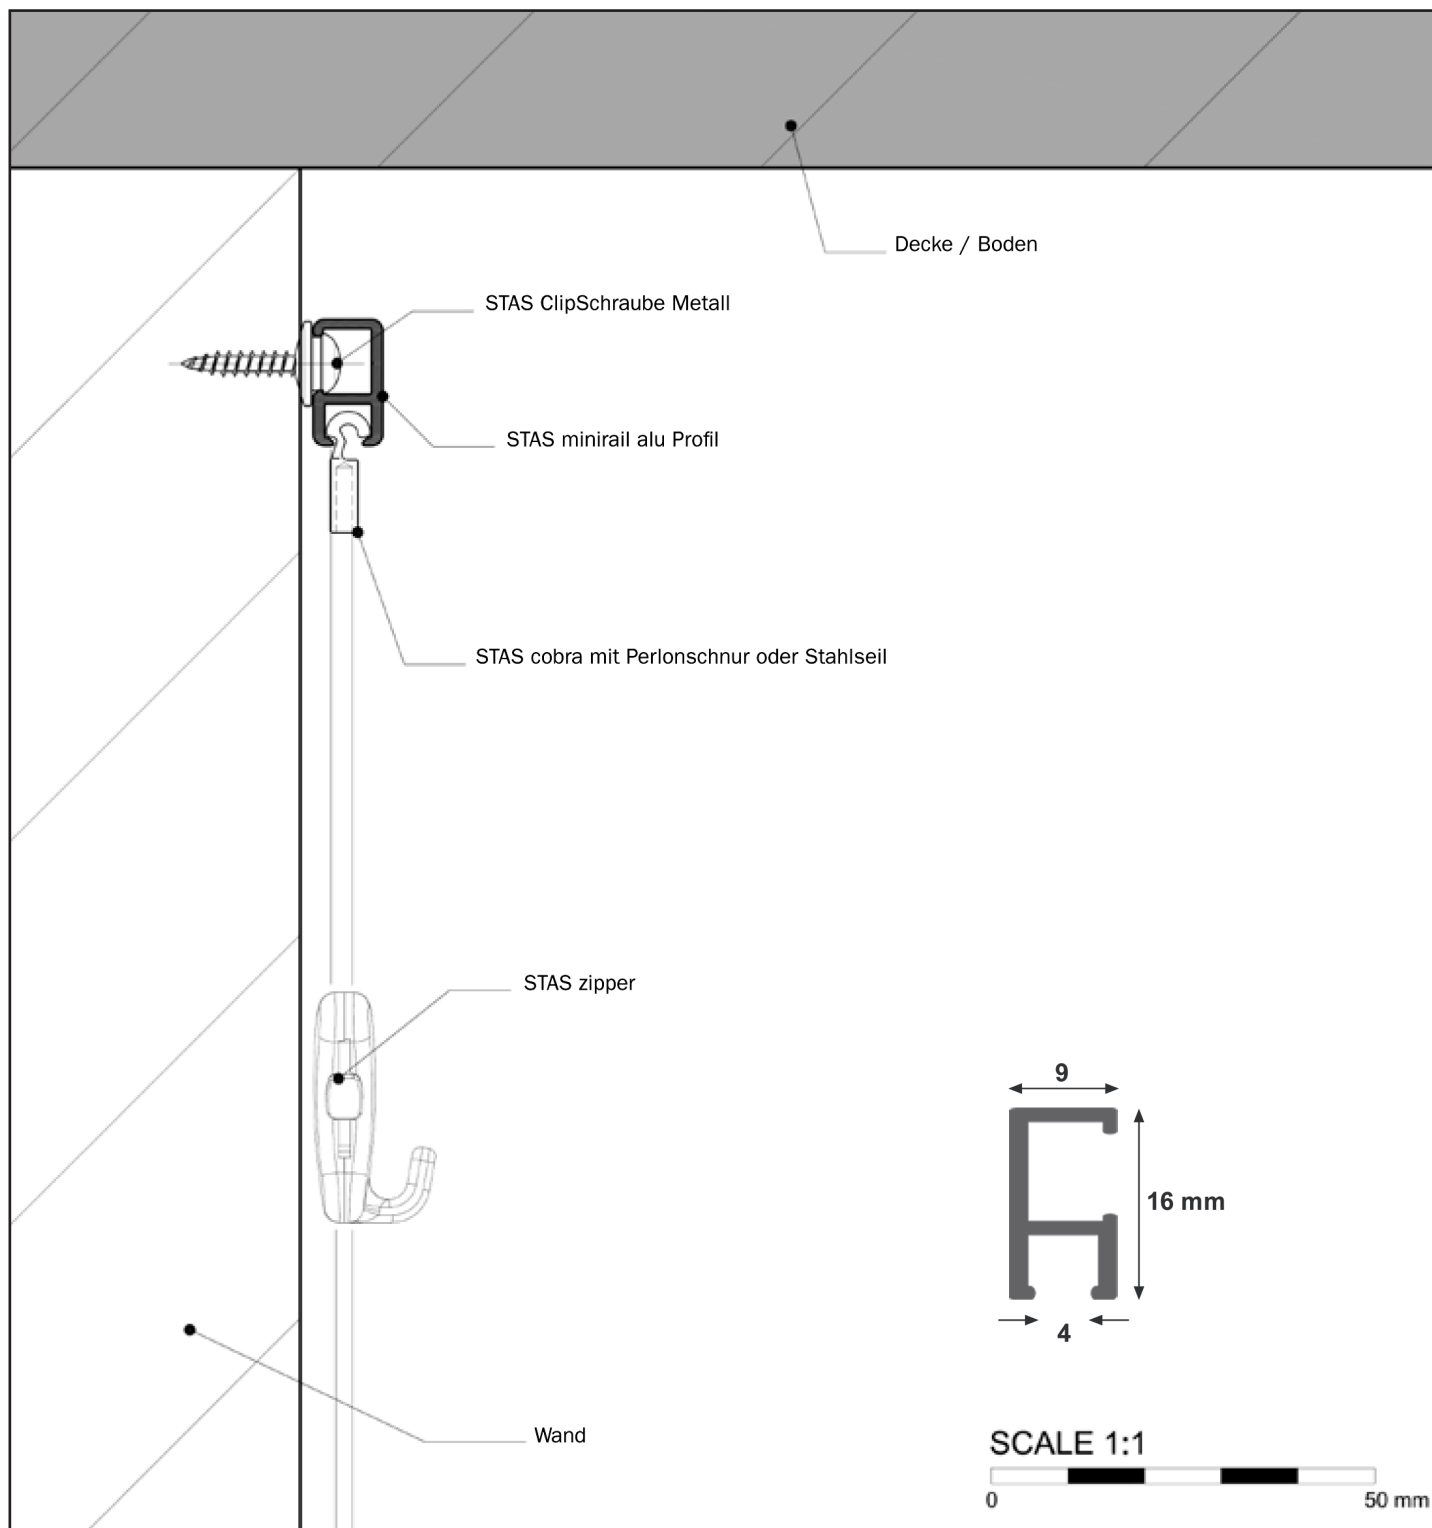 Decke / Boden
STAS ClipSchraube Metall
STAS minirail alu Profil
STAS cobra mit Perlonschnur oder Stahlseil
STAS zipper
9
16 mm
4
Wand
SCALE 1:1
0 50 mm